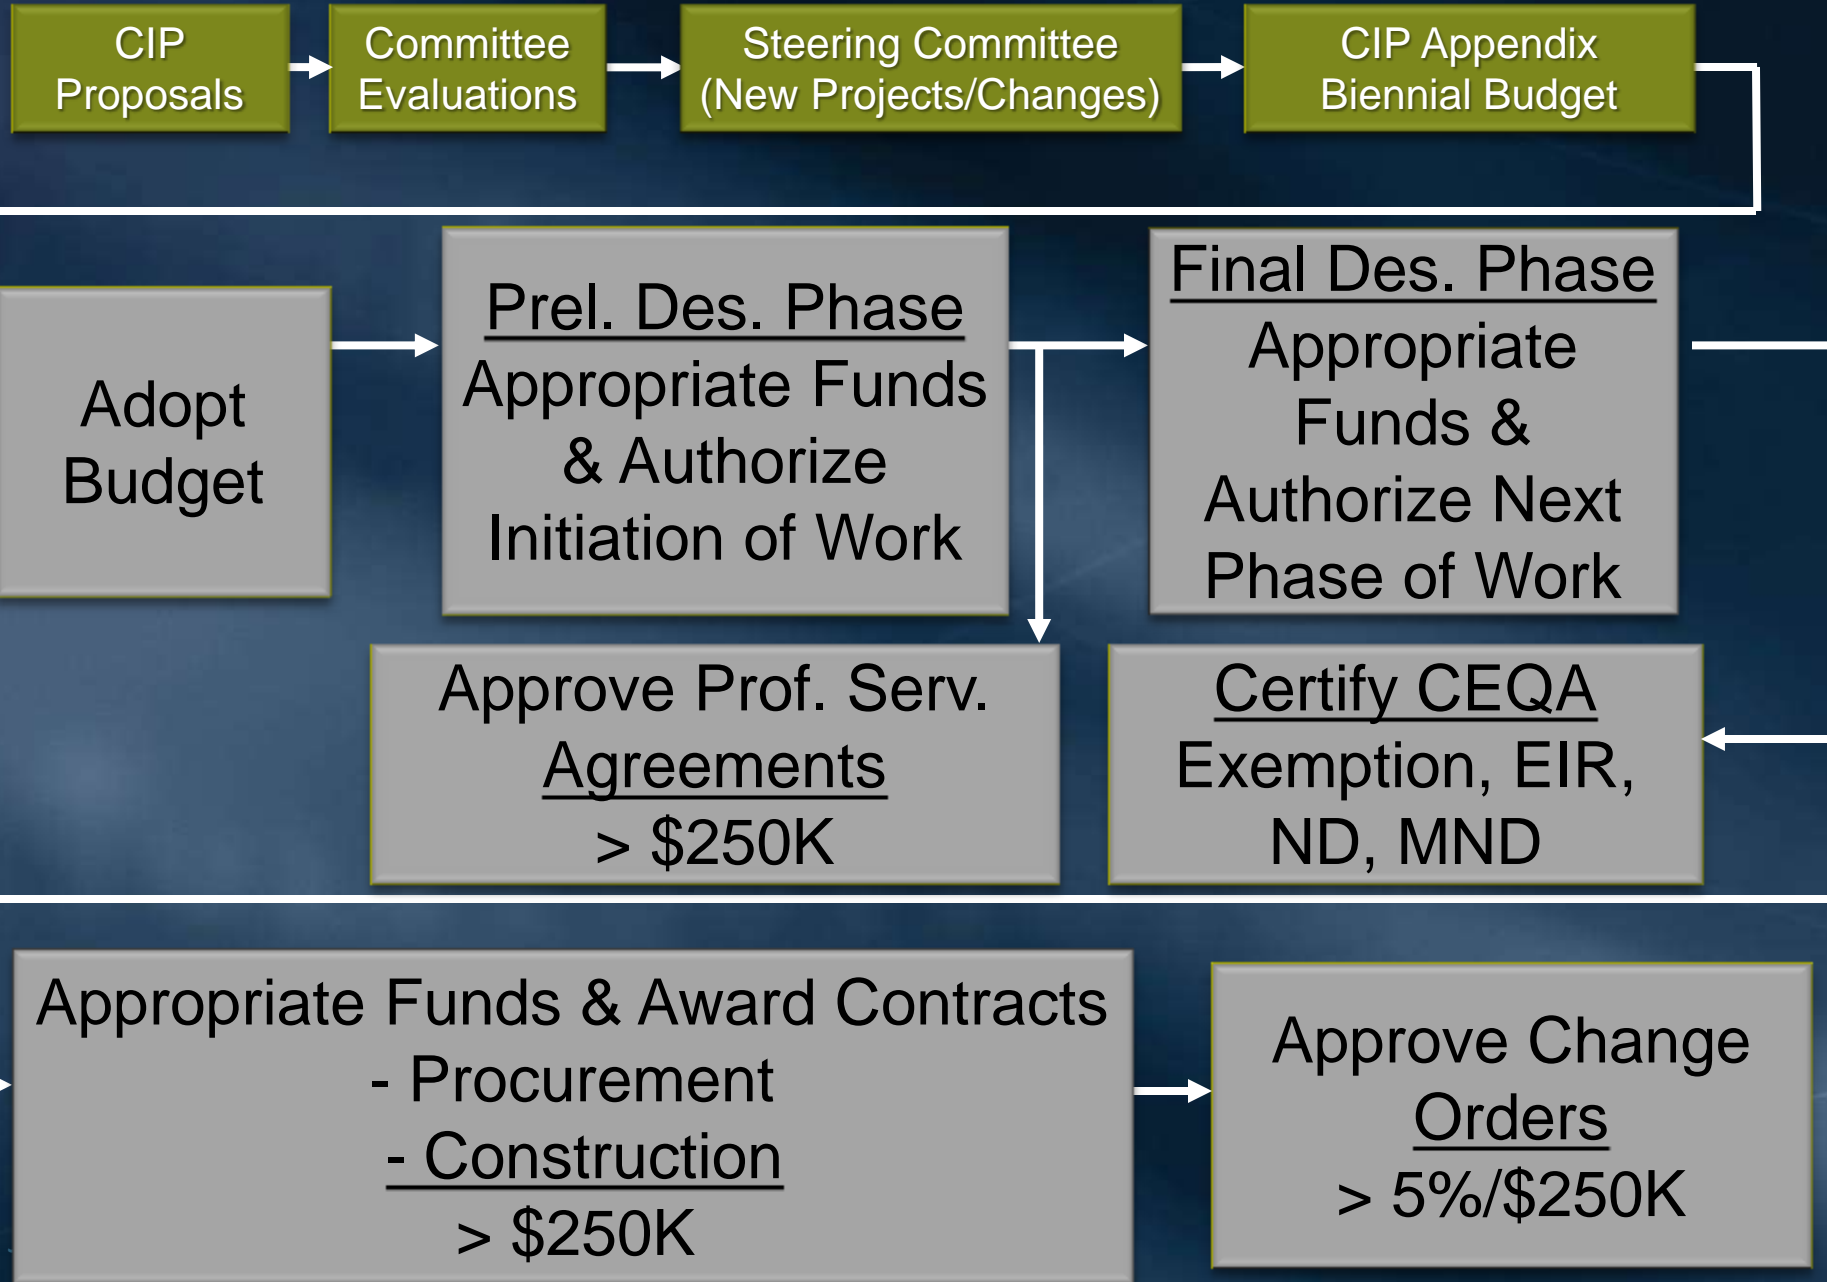 CIP
Proposals
Committee
Evaluations
Steering Committee
(New Projects/Changes)
CIP Appendix
Biennial Budget
Adopt
Budget
Prel. Des. Phase
Appropriate Funds
& Authorize
Initiation of Work
Final Des. Phase
Appropriate
Funds &
Authorize Next
Phase of Work
Approve Prof. Serv.
Agreements
> $250K
Certify CEQA
Exemption, EIR,
ND, MND
Appropriate Funds & Award Contracts
- Procurement
- Construction
> $250K
Approve Change
Orders
> 5%/$250K